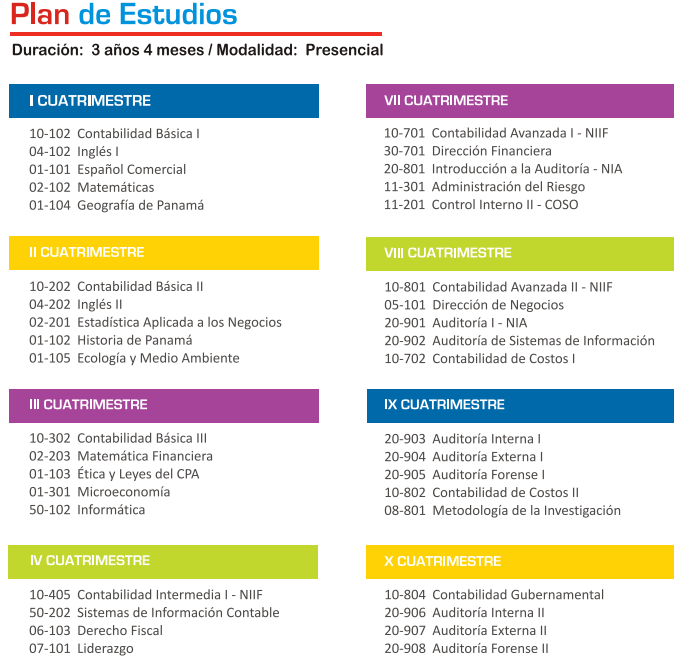 Plan de Estudios
Duración: 3 años 4 meses / Modalidad: Presencial
I CUATRIMESTRE
10-102 Contabilidad Básica I
04-102 Inglés I
01-101 Español Comercial
02-102 Matemáticas
01-104 Geografía de Panamá
II CUATRIMESTRE
10-202 Contabilidad Básica II
04-202 Inglés II
02-201 Estadística Aplicada a los Negocios
01-102 Historia de Panamá
01-105 Ecología y Medio Ambiente
III CUATRIMESTRE
10-302 Contabilidad Básica III
02-203 Matemática Financiera
01-103 Ética y Leyes del CPA
01-301 Microeconomía
50-102 Informática
IV CUATRIMESTRE
10-405 Contabilidad Intermedia I - NIIF
50-202 Sistemas de Información Contable
06-103 Derecho Fiscal
07-101 Liderazgo
VII CUATRIMESTRE
10-701 Contabilidad Avanzada I - NIIF
30-701 Dirección Financiera
20-801 Introducción a la Auditoría - NIA
11-301 Administración del Riesgo
11-201 Control Interno II - COSO
VIII CUATRIMESTRE
10-801 Contabilidad Avanzada II - NIIF
05-101 Dirección de Negocios
20-901 Auditoría I - NIA
20-902 Auditoría de Sistemas de Información
10-702 Contabilidad de Costos I
IX CUATRIMESTRE
20-903 Auditoría Interna I
20-904 Auditoría Externa I
20-905 Auditoría Forense I
10-802 Contabilidad de Costos II
08-801 Metodología de la Investigación
X CUATRIMESTRE
10-804 Contabilidad Gubernamental
20-906 Auditoría Interna II
20-907 Auditoría Externa II
20-908 Auditoría Forense II